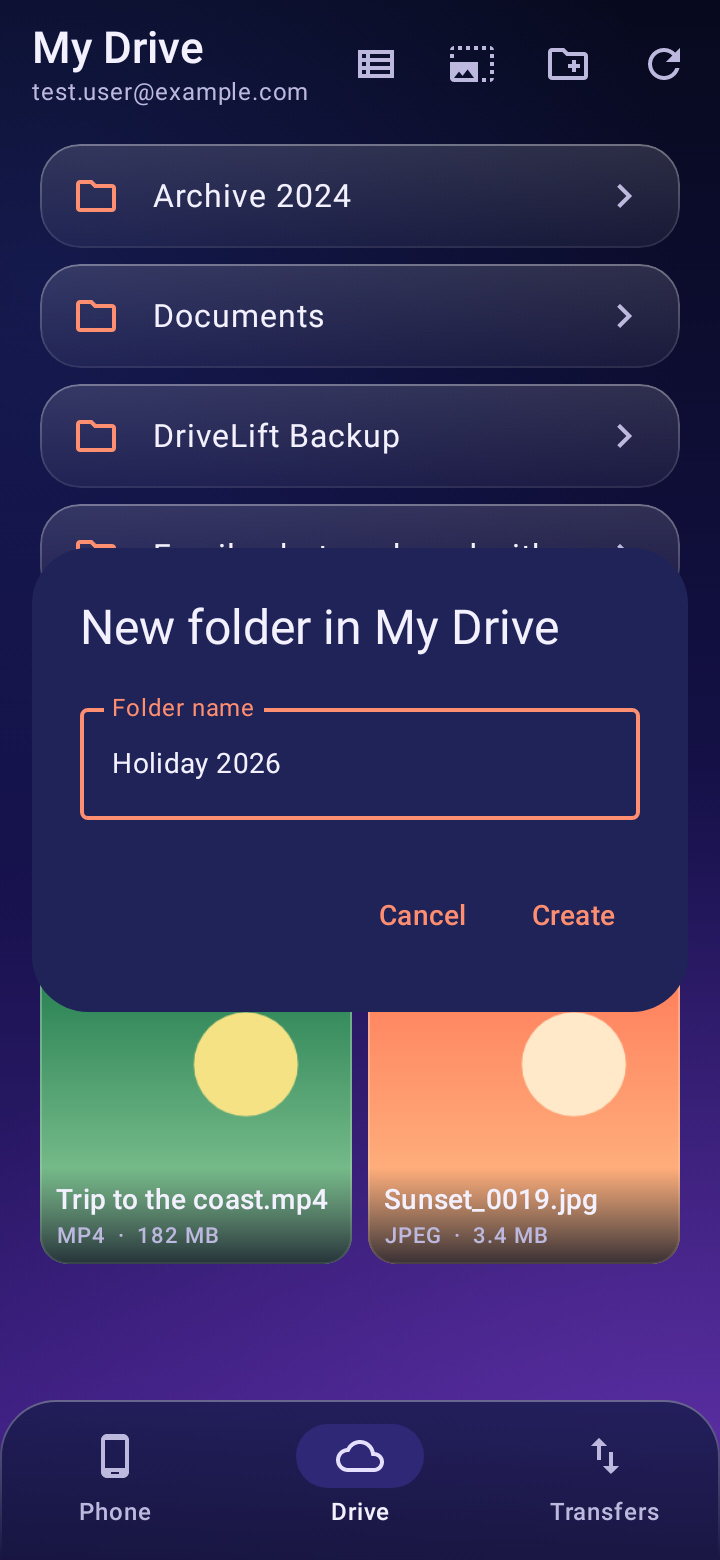 My Drive
test.user@example.com
Archive 2024
Documents
DriveLift Backup
New folder in My Drive
Folder name
Holiday 2026
Cancel
Create
Trip to the coast.mp4
MP4 · 182 MB
Sunset_0019.jpg
JPEG · 3.4 MB
Phone
Drive
Transfers